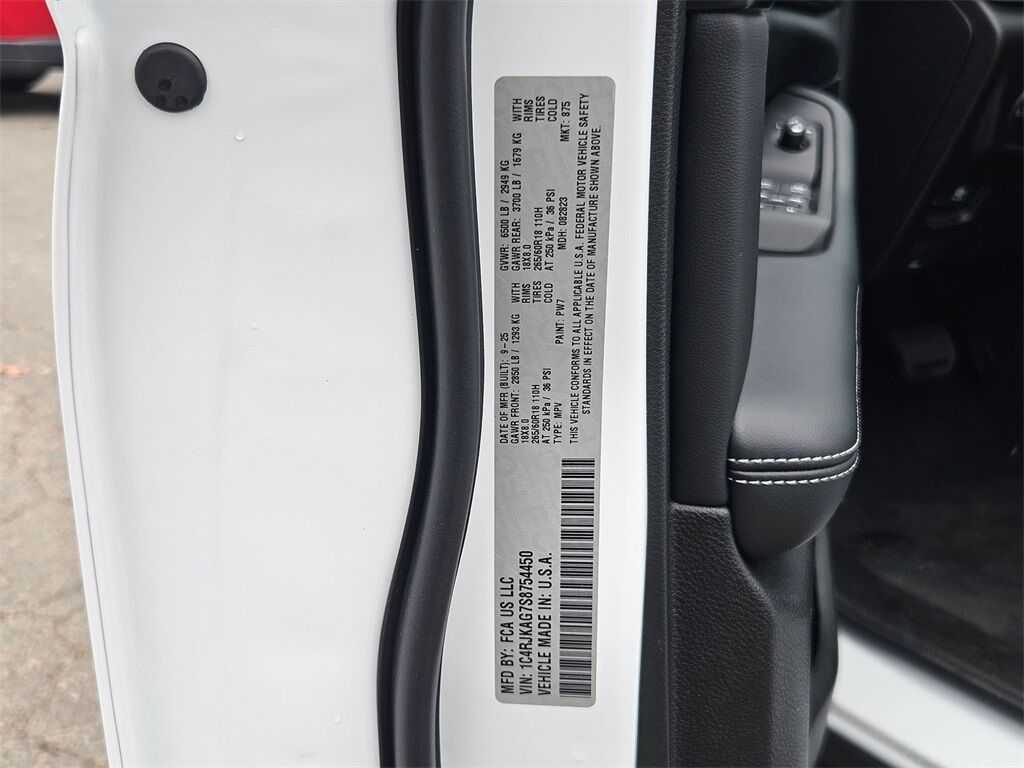 MFD BY: FCA US LLC
VIN: 1C4RJKAG7S8754450
VEHICLE MADE IN: U.S.A.
DATE OF MFR (BUILT): 9-25
GVWR: 6500 LB / 2949 KG
GAWR FRONT: 2850 LB / 1293 KG WITH
GAWR REAR: 3700 LB / 1679 KG WITH
18X8.0 RIMS
18X8.0 RIMS
265/60R18 110H TIRES
265/60R18 110H TIRES
AT 250 kPa / 36 PSI COLD
AT 250 kPa / 36 PSI COLD
TYPE: MPV PAINT: PW7 MDH: 082823 MKT: 875
THIS VEHICLE CONFORMS TO ALL APPLICABLE U.S.A. FEDERAL MOTOR VEHICLE SAFETY
STANDARDS IN EFFECT ON THE DATE OF MANUFACTURE SHOWN ABOVE.